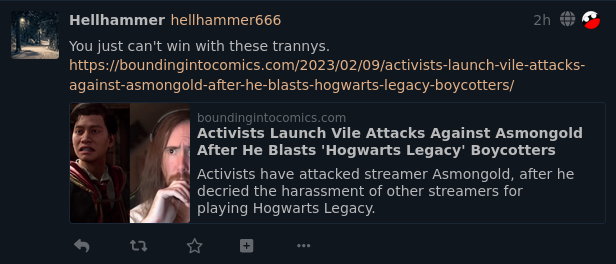 Hellhammer hellhammer666 2h
You just can't win with these trannys.
https://boundingintocomics.com/2023/02/09/activists-launch-vile-attacks-
against-asmongold-after-he-blasts-hogwarts-legacy-boycotters/
boundingintocomics.com
Activists Launch Vile Attacks Against Asmongold
After He Blasts 'Hogwarts Legacy' Boycotters
Activists have attacked streamer Asmongold, after he
decried the harassment of other streamers for
playing Hogwarts Legacy.